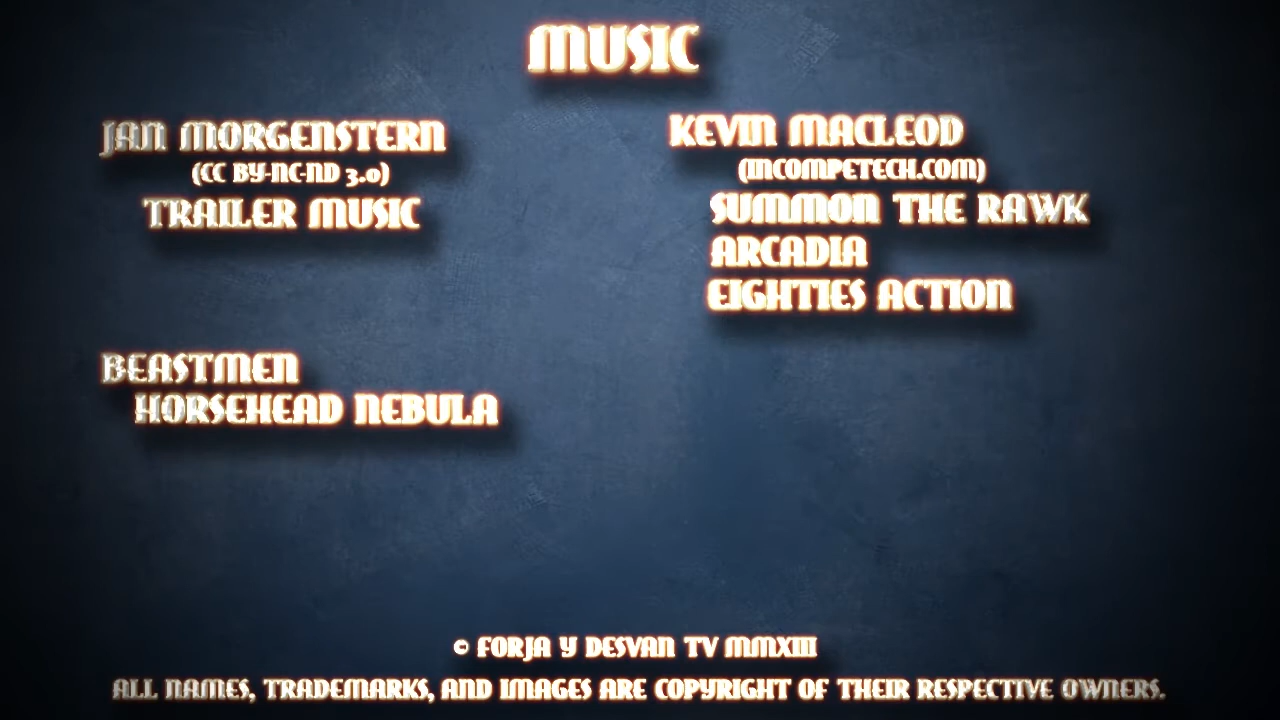 MUSIC
JAN MORGENSTERN
(CC BY-NC-ND 3.0)
TRAILER MUSIC
BEASTMEN
HORSEHEAD NEBULA
KEVIN MACLEOD
(INCOMPETECH.COM)
SUMMON THE RAWK
ARCADIA
EIGHTIES ACTION
© FORJA Y DESVAN TV MMXIII
ALL NAMES, TRADEMARKS, AND IMAGES ARE COPYRIGHT OF THEIR RESPECTIVE OWNERS.